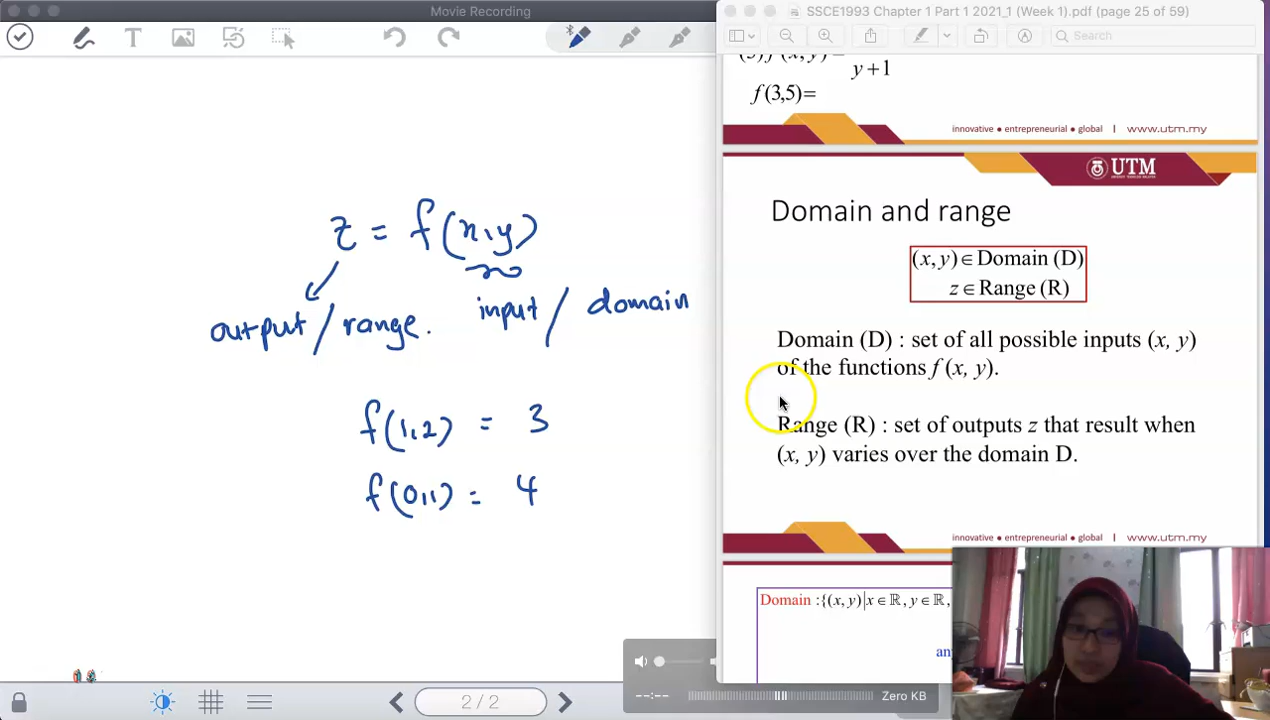 Movie Recording
SSCE1993 Chapter 1 Part 1 2021_1 (Week 1).pdf (page 25 of 59)
Search
y+1
f(3,5)=
innovative ● entrepreneurial ● global | www.utm.my
UTM
Domain and range
(x, y)∈Domain (D)
z∈Range (R)
Domain (D) : set of all possible inputs (x, y)
of the functions f (x, y).
Range (R) : set of outputs z that result when
(x, y) varies over the domain D.
innovative ● entrepreneurial ● global | www.utm.my
Domain :{(x, y)|x∈ℝ, y∈ℝ,
an
z = f(x,y)
output / range.
input / domain
f(1,2) = 3
f(0,1) = 4
2 / 2
--:--
Zero KB